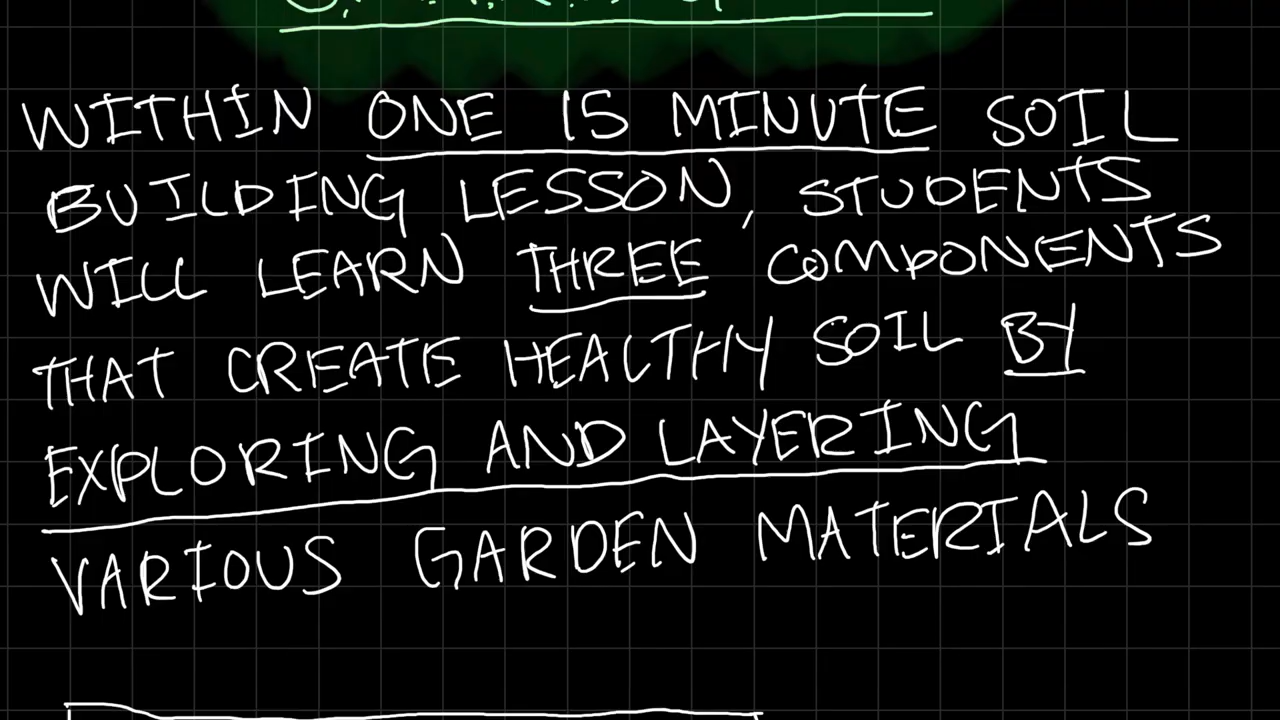 WITHIN ONE 15 MINUTE SOIL
BUILDING LESSON, STUDENTS
WILL LEARN THREE COMPONENTS
THAT CREATE HEALTHY SOIL BY
EXPLORING AND LAYERING
VARIOUS GARDEN MATERIALS